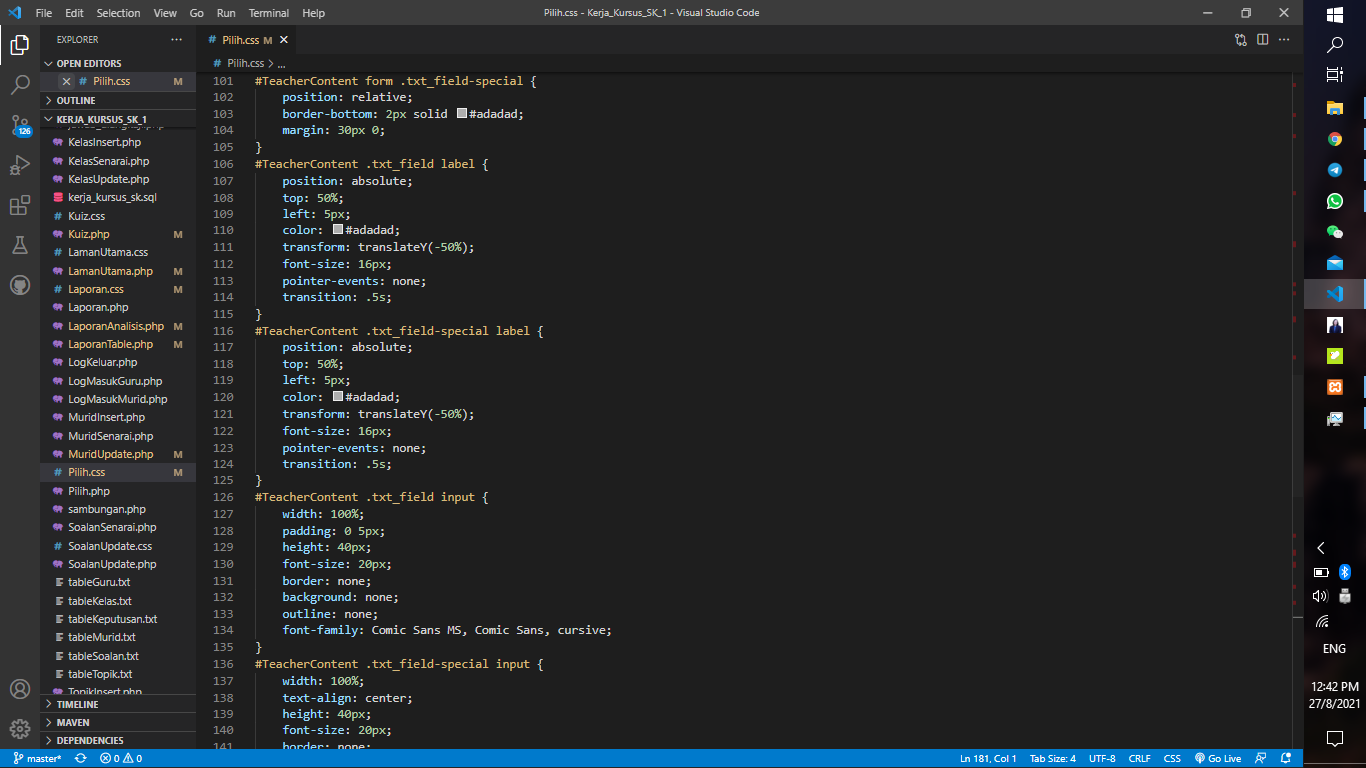 File Edit Selection View Go Run Terminal Help
Pilih.css - Kerja_Kursus_SK_1 - Visual Studio Code
EXPLORER
OPEN EDITORS
Pilih.css M
OUTLINE
KERJA_KURSUS_SK_1
KelasInsert.php
KelasSenarai.php
KelasUpdate.php
kerja_kursus_sk.sql
Kuiz.css
Kuiz.php M
LamanUtama.css
LamanUtama.php M
Laporan.css M
Laporan.php
LaporanAnalisis.php M
LaporanTable.php M
LogKeluar.php
LogMasukGuru.php
LogMasukMurid.php
MuridInsert.php
MuridSenarai.php
MuridUpdate.php M
Pilih.css M
Pilih.php
sambungan.php
SoalanSenarai.php
SoalanUpdate.css
SoalanUpdate.php
tableGuru.txt
tableKelas.txt
tableKeputusan.txt
tableMurid.txt
tableSoalan.txt
tableTopik.txt
TopikInsert.php
TIMELINE
MAVEN
DEPENDENCIES
126
# Pilih.css M
# Pilih.css > ...
101 #TeacherContent form .txt_field-special {
102 position: relative;
103 border-bottom: 2px solid #adadad;
104 margin: 30px 0;
105 }
106 #TeacherContent .txt_field label {
107 position: absolute;
108 top: 50%;
109 left: 5px;
110 color: #adadad;
111 transform: translateY(-50%);
112 font-size: 16px;
113 pointer-events: none;
114 transition: .5s;
115 }
116 #TeacherContent .txt_field-special label {
117 position: absolute;
118 top: 50%;
119 left: 5px;
120 color: #adadad;
121 transform: translateY(-50%);
122 font-size: 16px;
123 pointer-events: none;
124 transition: .5s;
125 }
126 #TeacherContent .txt_field input {
127 width: 100%;
128 padding: 0 5px;
129 height: 40px;
130 font-size: 20px;
131 border: none;
132 background: none;
133 outline: none;
134 font-family: Comic Sans MS, Comic Sans, cursive;
135 }
136 #TeacherContent .txt_field-special input {
137 width: 100%;
138 text-align: center;
139 height: 40px;
140 font-size: 20px;
141 border: none;
master* 0 0
Ln 181, Col 1 Tab Size: 4 UTF-8 CRLF CSS Go Live
ENG
12:42 PM
27/8/2021